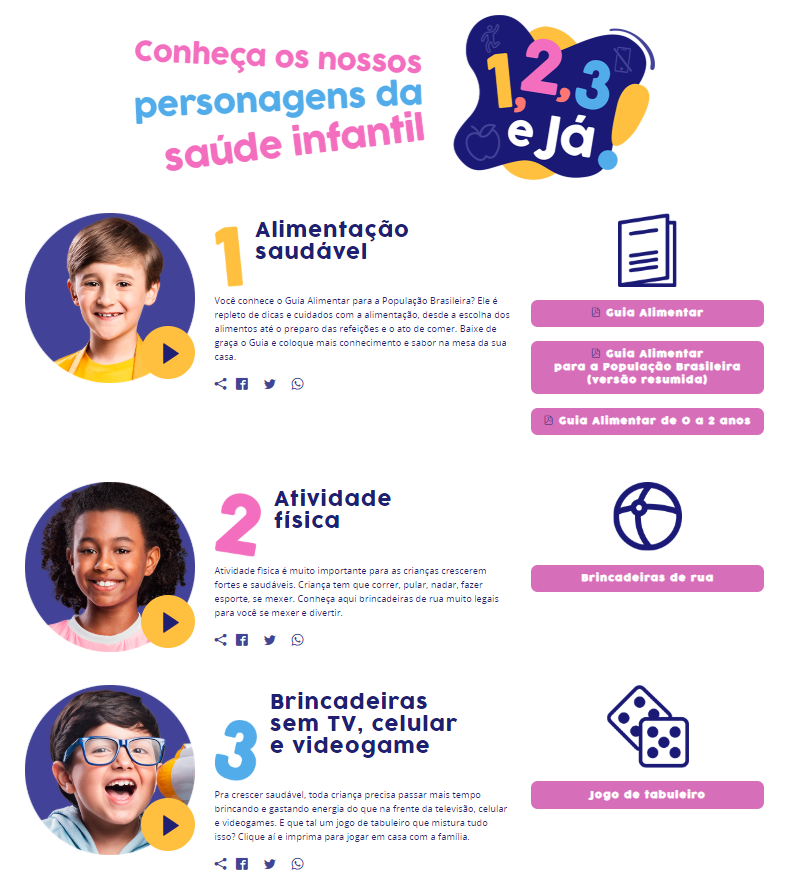 Conheça os nossos
personagens da
saúde infantil
1, 2, 3
e Já!
1
Alimentação
saudável
Você conhece o Guia Alimentar para a População Brasileira? Ele é
repleto de dicas e cuidados com a alimentação, desde a escolha dos
alimentos até o preparo das refeições e o ato de comer. Baixe de
graça o Guia e coloque mais conhecimento e sabor na mesa da sua
casa.
Guia Alimentar
Guia Alimentar
para a População Brasileira
(versão resumida)
Guia Alimentar de 0 a 2 anos
2
Atividade
física
Atividade física é muito importante para as crianças crescerem
fortes e saudáveis. Criança tem que correr, pular, nadar, fazer
esporte, se mexer. Conheça aqui brincadeiras de rua muito legais
para você se mexer e divertir.
Brincadeiras de rua
3
Brincadeiras
sem TV, celular
e videogame
Pra crescer saudável, toda criança precisa passar mais tempo
brincando e gastando energia do que na frente da televisão, celular
e videogames. E que tal um jogo de tabuleiro que mistura tudo
isso? Clique aí e imprima para jogar em casa com a família.
Jogo de tabuleiro